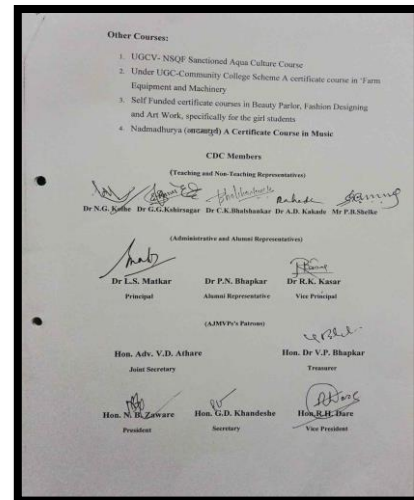 Other Courses:
1. UGCV- NSQF Sanctioned Aqua Culture Course
2. Under UGC-Community College Scheme A certificate course in 'Farm
Equipment and Machinery
3. Self Funded certificate courses in Beauty Parlor, Fashion Designing
and Art Work, specifically for the girl students
4. Nadmadhurya A Certificate Course in Music
CDC Members
(Teaching and Non-Teaching Representatives)
Dr N.G. Kolhe Dr G.G.Kshirsagar Dr C.K.Bhalshankar Dr A.D. Kakade Mr P.B.Shelke
(Administrative and Alumni Representatives)
Dr L.S. Matkar Dr P.N. Bhapkar Dr R.K. Kasar
Principal Alumni Representative Vice Principal
(AJMVPs's Patrons)
Hon. Adv. V.D. Athare Hon. Dr V.P. Bhapkar
Joint Secretary Treasurer
Hon. N. B. Zaware Hon. G.D. Khandeshe Hon R.H. Dare
President Secretary Vice President